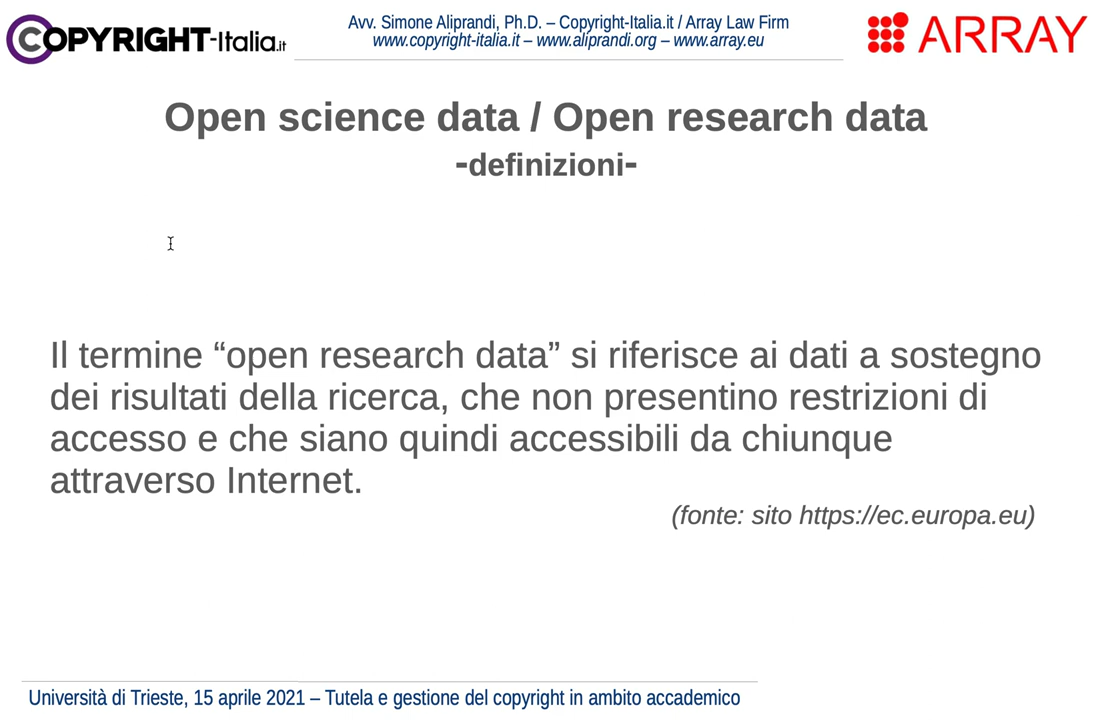 COPYRIGHT-Italia.it
Avv. Simone Aliprandi, Ph.D. – Copyright-Italia.it / Array Law Firm
www.copyright-italia.it – www.aliprandi.org – www.array.eu
ARRAY
Open science data / Open research data
-definizioni-
Il termine “open research data” si riferisce ai dati a sostegno
dei risultati della ricerca, che non presentino restrizioni di
accesso e che siano quindi accessibili da chiunque
attraverso Internet.
(fonte: sito https://ec.europa.eu)
Università di Trieste, 15 aprile 2021 – Tutela e gestione del copyright in ambito accademico